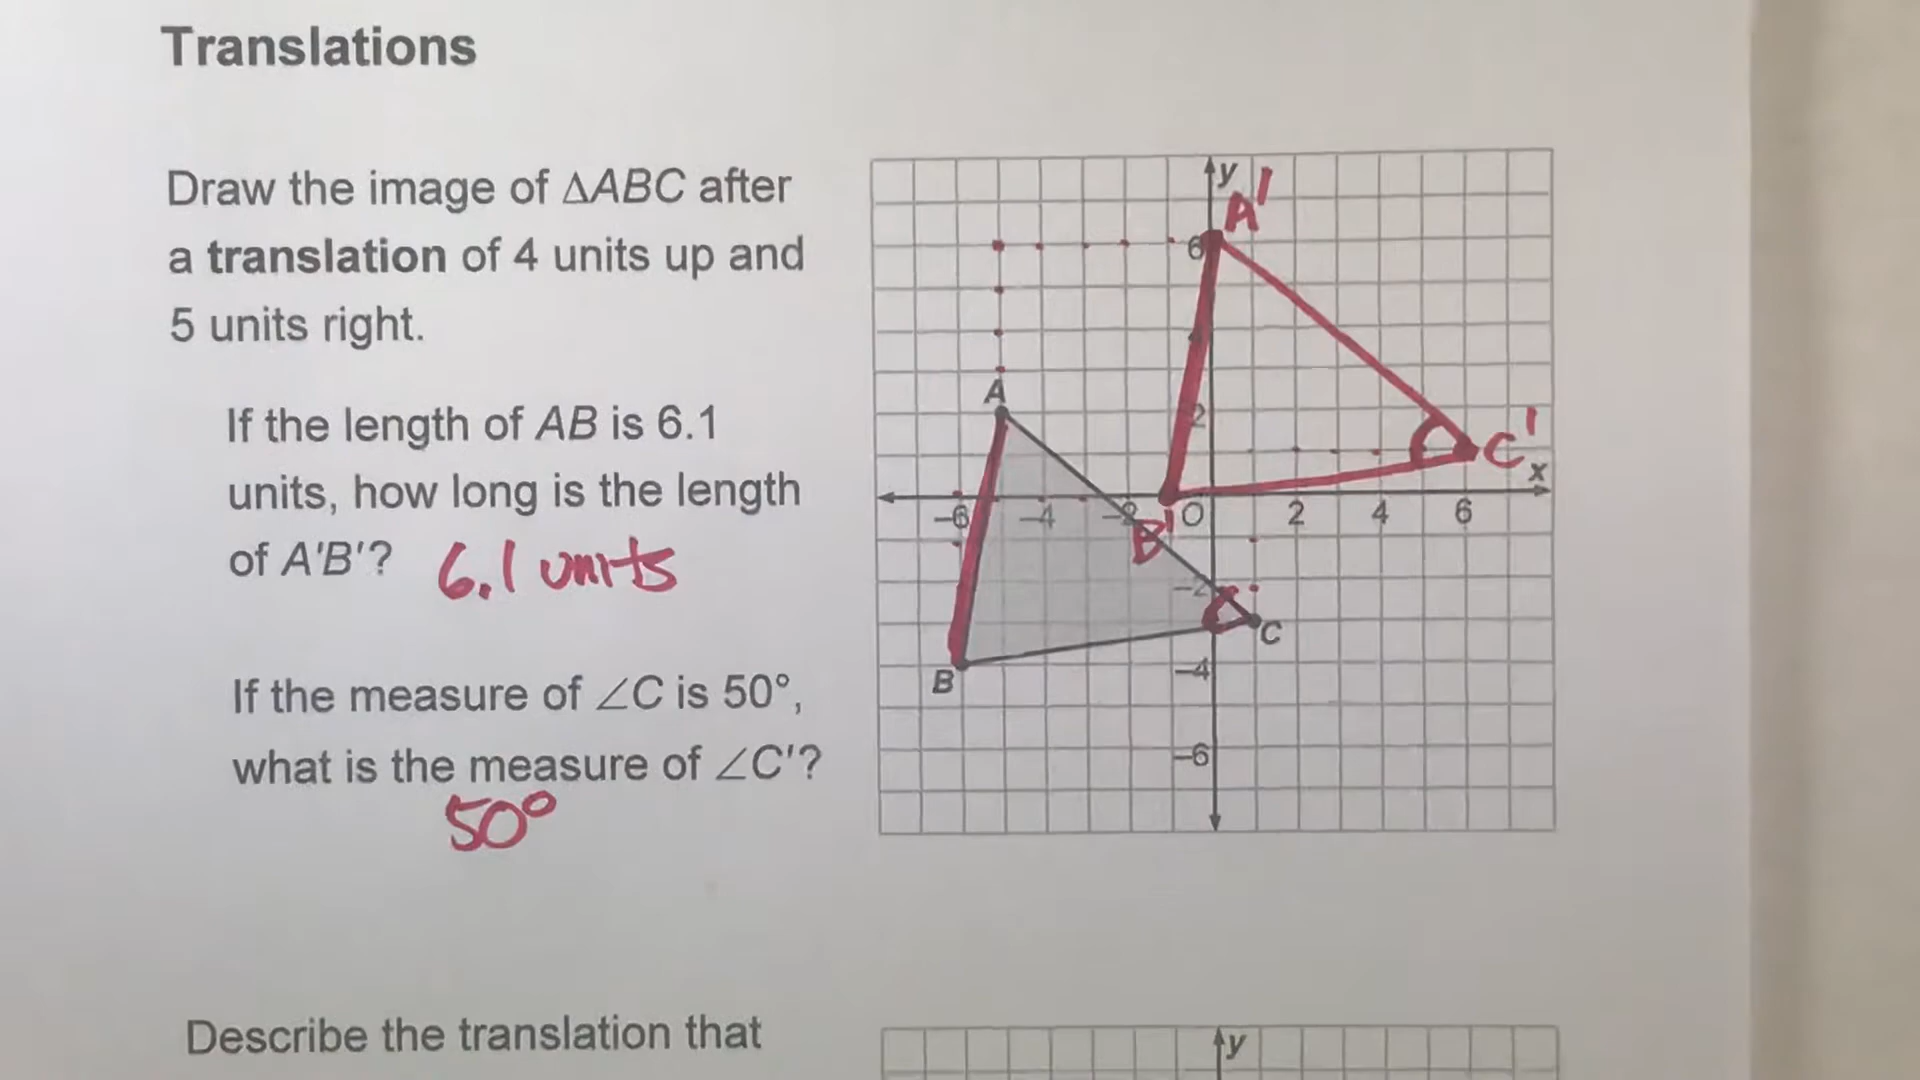 Translations
Draw the image of ΔABC after
a translation of 4 units up and
5 units right.
If the length of AB is 6.1
units, how long is the length
of A'B'? 6.1 units
If the measure of ∠C is 50°,
what is the measure of ∠C'?
50°
y
A'
6
4
A
2
C'
x
–6
–4
–2
O
2
4
6
B'
–2
C
–4
B
–6
Describe the translation that
y